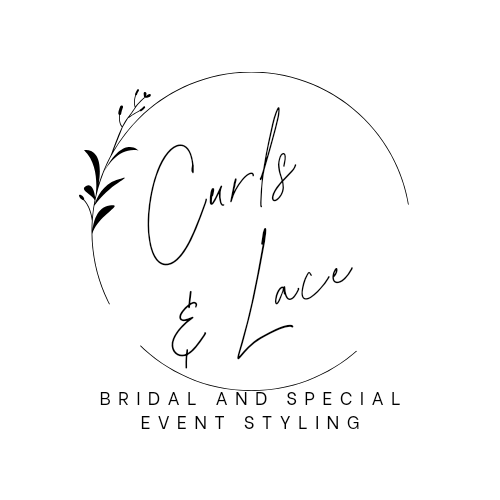 Curls
& Lace
BRIDAL AND SPECIAL
EVENT STYLING